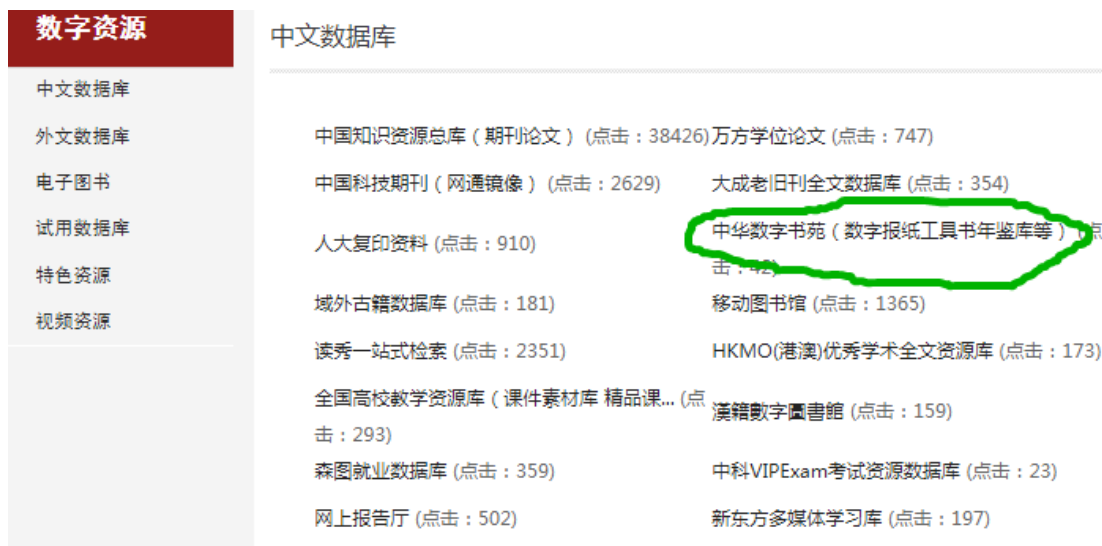 数字资源
中文数据库
外文数据库
电子图书
试用数据库
特色资源
视频资源
中文数据库
中国知识资源总库（期刊论文） (点击：38426)
万方学位论文 (点击：747)
中国科技期刊（网通镜像） (点击：2629)
大成老旧刊全文数据库 (点击：354)
人大复印资料 (点击：910)
中华数字书苑（数字报纸工具书年鉴库等） (点
击：42)
域外古籍数据库 (点击：181)
移动图书馆 (点击：1365)
读秀一站式检索 (点击：2351)
HKMO(港澳)优秀学术全文资源库 (点击：173)
全国高校教学资源库（课件素材库 精品课... (点
击：293)
漢籍數字圖書館 (点击：159)
森图就业数据库 (点击：359)
中科VIPExam考试资源数据库 (点击：23)
网上报告厅 (点击：502)
新东方多媒体学习库 (点击：197)